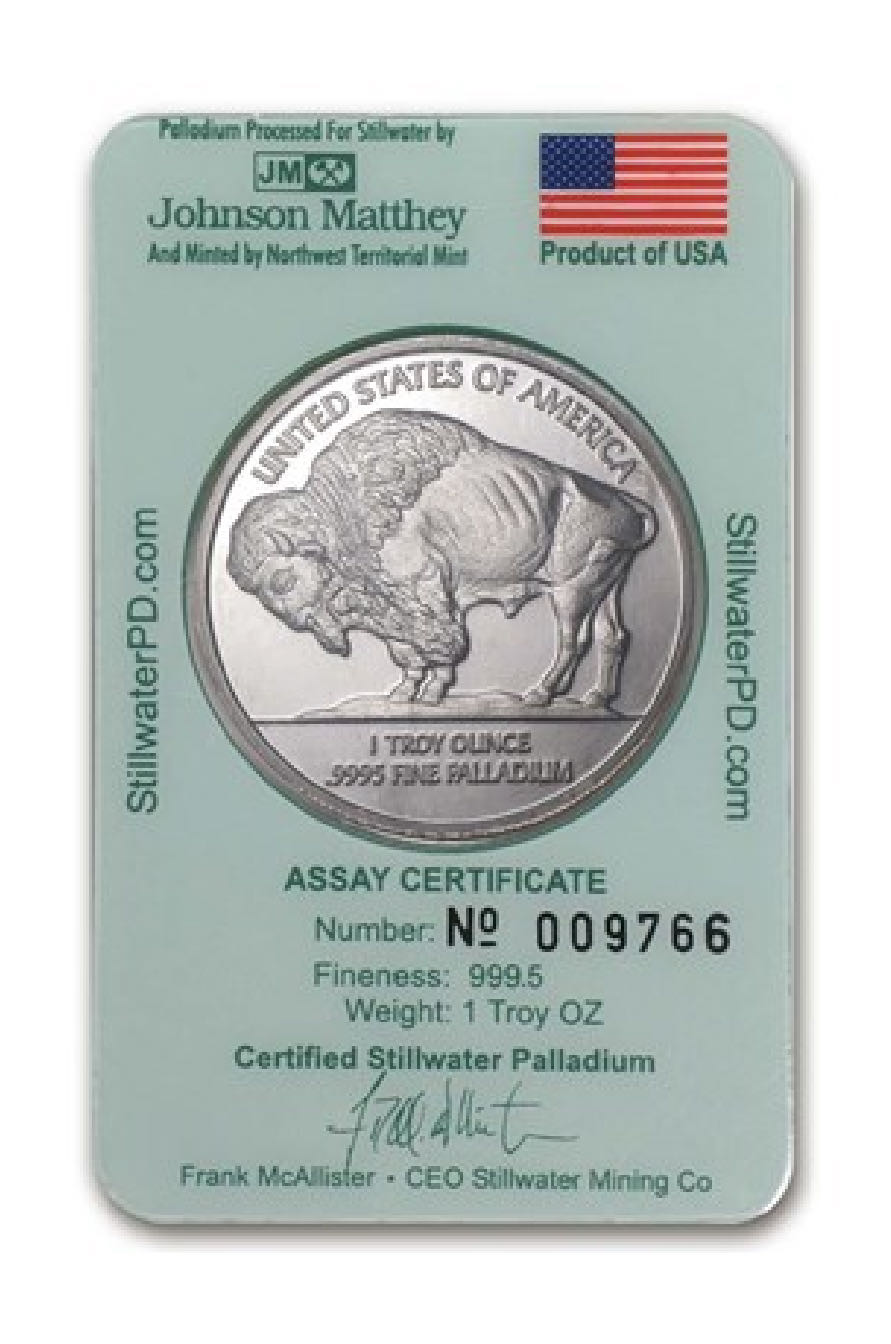 Palladium Processed For Stillwater by
JM
Johnson Matthey
And Minted by Northwest Territorial Mint
Product of USA
UNITED STATES OF AMERICA
StillwaterPD.com
StillwaterPD.com
1 TROY OUNCE
.9995 FINE PALLADIUM
ASSAY CERTIFICATE
Number: Nº 009766
Fineness: 999.5
Weight: 1 Troy OZ
Certified Stillwater Palladium
Frank McAllister • CEO Stillwater Mining Co